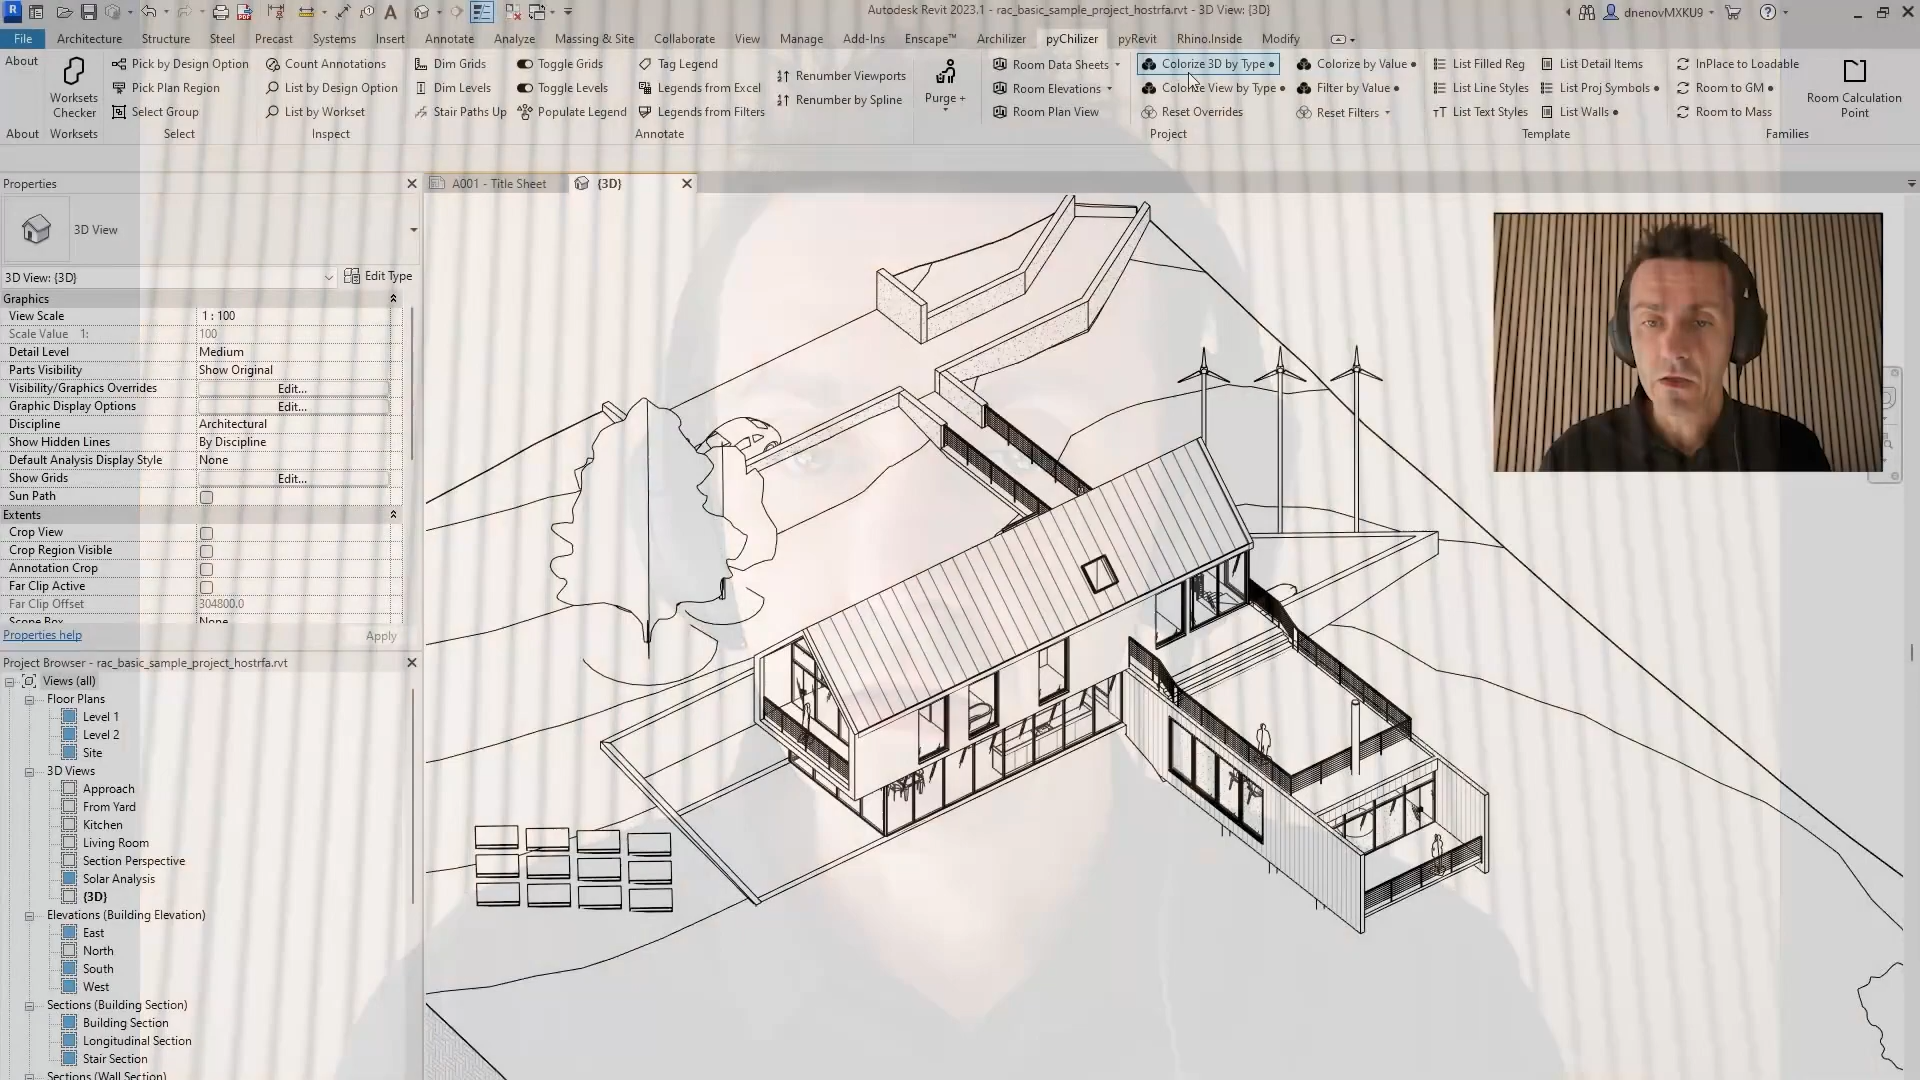 Autodesk Revit 2023.1 - rac_basic_sample_project_hostrfa.rvt - 3D View: {3D}
dnenovMXKU9
File
Architecture
Structure
Steel
Precast
Systems
Insert
Annotate
Analyze
Massing & Site
Collaborate
View
Manage
Add-Ins
Enscape™
Archilizer
pyChilizer
pyRevit
Rhino.Inside
Modify
About
Worksets
Checker
Pick by Design Option
Pick Plan Region
Select Group
Count Annotations
List by Design Option
List by Workset
Dim Grids
Dim Levels
Stair Paths Up
Toggle Grids
Toggle Levels
Populate Legend
Tag Legend
Legends from Excel
Legends from Filters
Renumber Viewports
Renumber by Spline
Purge +
Room Data Sheets
Room Elevations
Room Plan View
Colorize 3D by Type
Colorize View by Type
Reset Overrides
Colorize by Value
Filter by Value
Reset Filters
List Filled Reg
List Line Styles
List Text Styles
List Detail Items
List Proj Symbols
List Walls
InPlace to Loadable
Room to GM
Room to Mass
Room Calculation
Point
About
Worksets
Select
Inspect
Annotate
Project
Template
Families
Properties
A001 - Title Sheet
{3D}
3D View
3D View: {3D}
Edit Type
Graphics
View Scale 1 : 100
Scale Value 1: 100
Detail Level Medium
Parts Visibility Show Original
Visibility/Graphics Overrides Edit...
Graphic Display Options Edit...
Discipline Architectural
Show Hidden Lines By Discipline
Default Analysis Display Style None
Show Grids Edit...
Sun Path
Extents
Crop View
Crop Region Visible
Annotation Crop
Far Clip Active
Far Clip Offset 304800.0
Scope Box None
Properties help
Apply
Project Browser - rac_basic_sample_project_hostrfa.rvt
Views (all)
Floor Plans
Level 1
Level 2
Site
3D Views
Approach
From Yard
Kitchen
Living Room
Section Perspective
Solar Analysis
{3D}
Elevations (Building Elevation)
East
North
South
West
Sections (Building Section)
Building Section
Longitudinal Section
Stair Section
Sections (Wall Section)